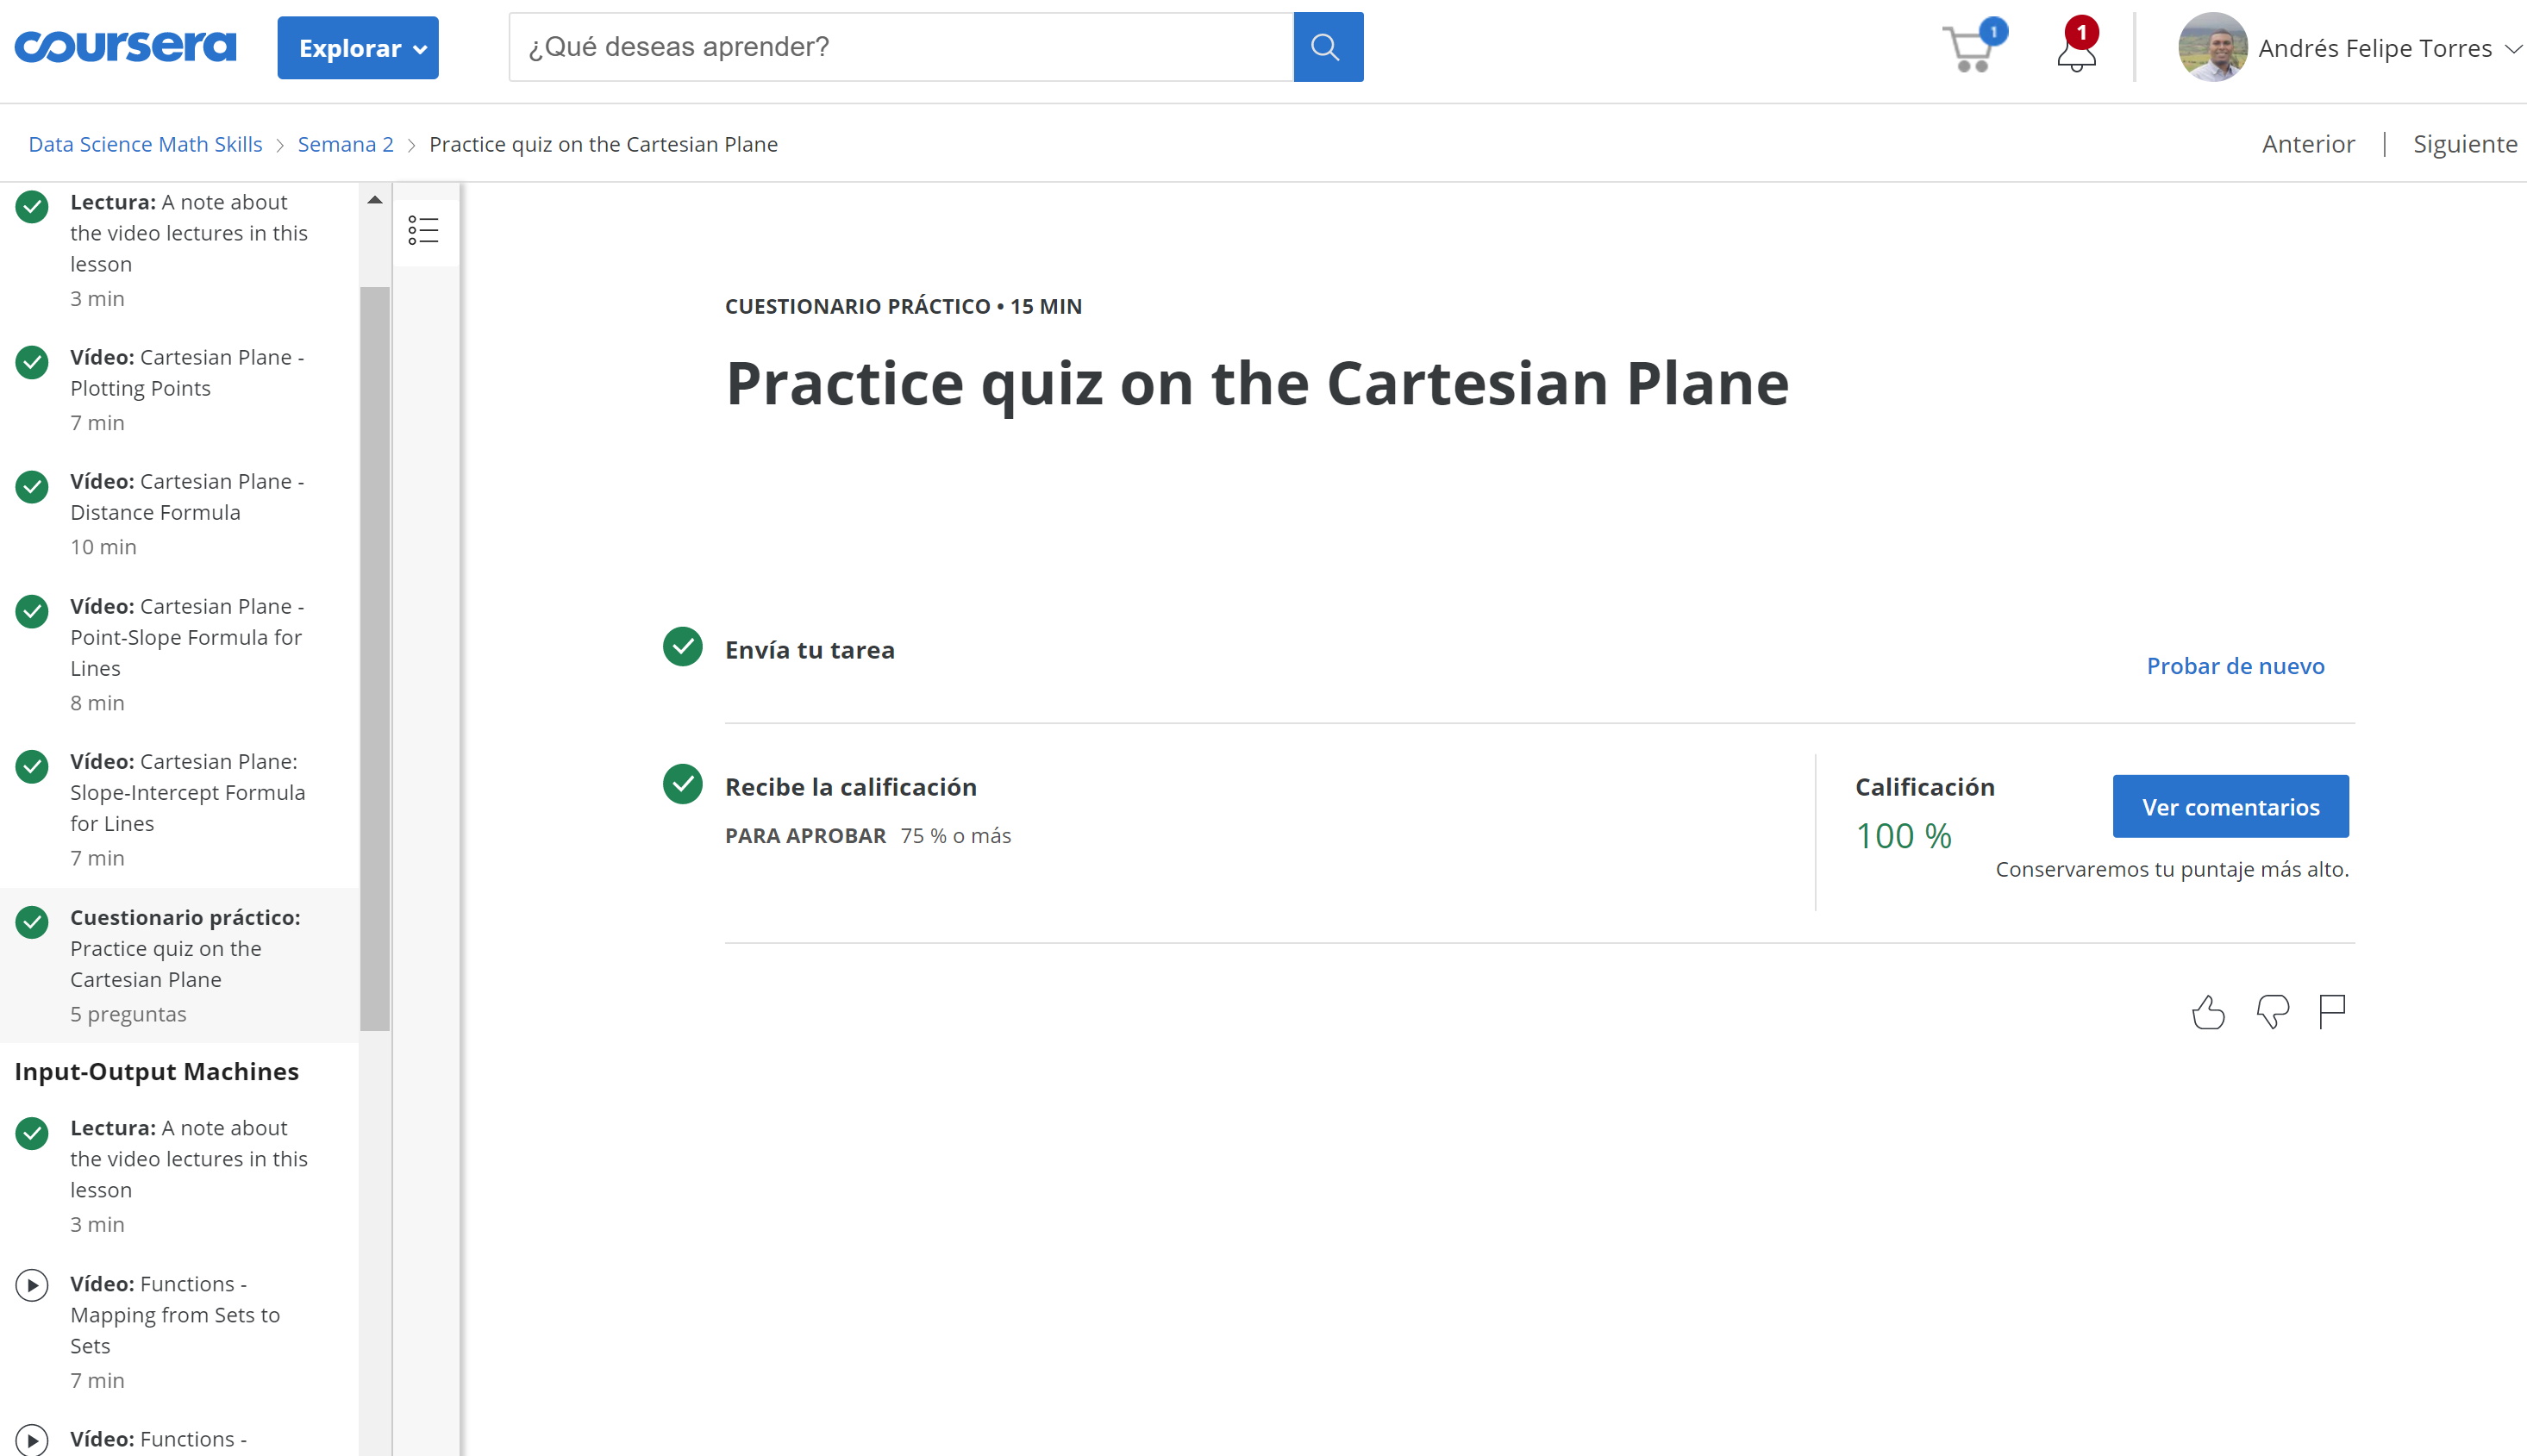 coursera
Explorar
¿Qué deseas aprender?
1
1
Andrés Felipe Torres
Data Science Math Skills > Semana 2 > Practice quiz on the Cartesian Plane
Anterior | Siguiente
Lectura: A note about
the video lectures in this
lesson
3 min
Vídeo: Cartesian Plane -
Plotting Points
7 min
Vídeo: Cartesian Plane -
Distance Formula
10 min
Vídeo: Cartesian Plane -
Point-Slope Formula for
Lines
8 min
Vídeo: Cartesian Plane:
Slope-Intercept Formula
for Lines
7 min
Cuestionario práctico:
Practice quiz on the
Cartesian Plane
5 preguntas
Input-Output Machines
Lectura: A note about
the video lectures in this
lesson
3 min
Vídeo: Functions -
Mapping from Sets to
Sets
7 min
Vídeo: Functions -
CUESTIONARIO PRÁCTICO • 15 MIN
Practice quiz on the Cartesian Plane
Envía tu tarea
Probar de nuevo
Recibe la calificación
PARA APROBAR 75 % o más
Calificación
100 %
Ver comentarios
Conservaremos tu puntaje más alto.